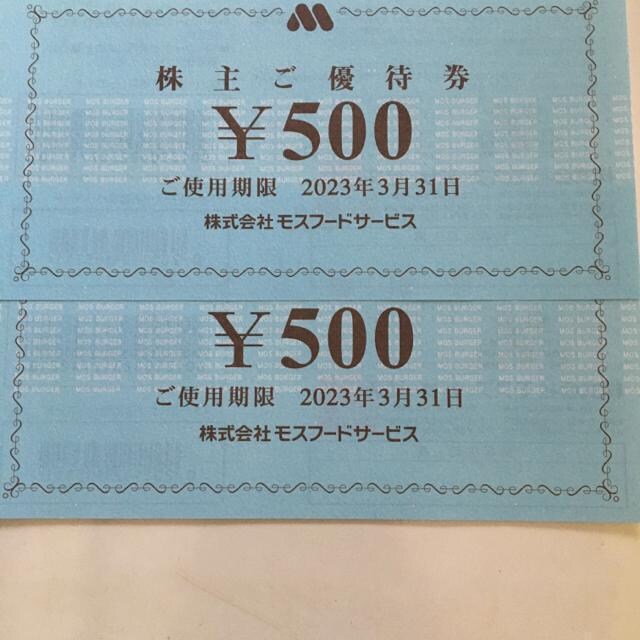 株主ご優待券
¥500
ご使用期限 2023年3月31日
株式会社 モスフードサービス
¥500
ご使用期限 2023年3月31日
株式会社 モスフードサービス
MOS BURGER